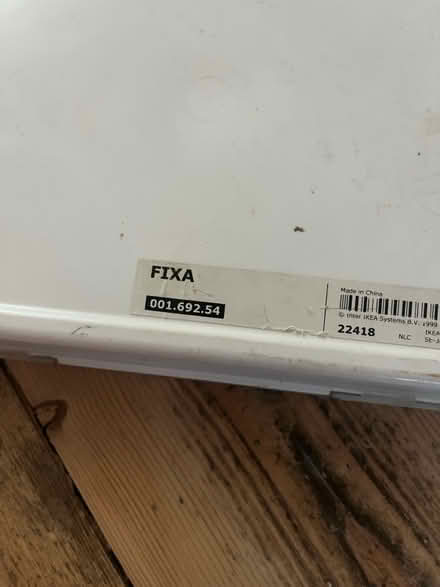 FIXA
001.692.54
Made in China
© Inter IKEA Systems B.V. 1999
22418
NLC
IKEA